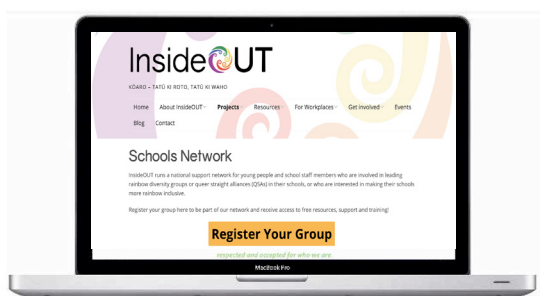 InsideOUT
KŌARO – TATŪ KI ROTO, TATŪ KI WAHO
Home About InsideOUT Projects Resources For Workplaces Get Involved Events
Blog Contact
Schools Network
InsideOUT runs a national support network for young people and school staff members who are involved in leading
rainbow diversity groups or queer straight alliances (QSAs) in their schools, or who are interested in making their schools
more rainbow inclusive.
Register your group here to be part of our network and receive access to free resources, support and training!
Register Your Group
respected and accepted for who we are.
MacBook Pro